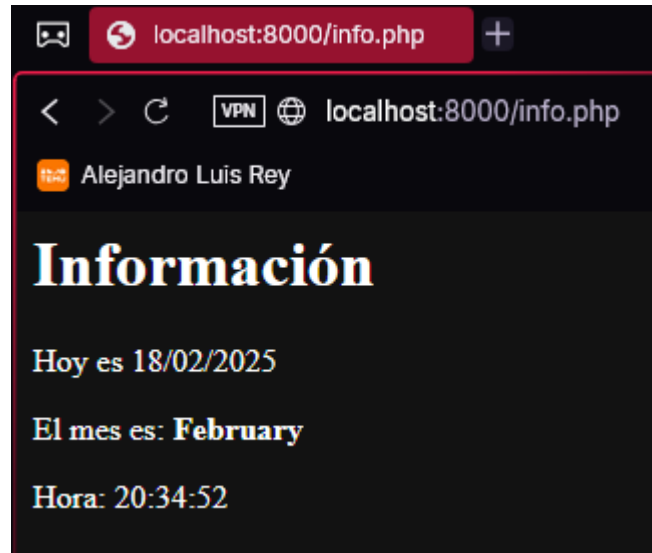 localhost:8000/info.php
VPN localhost:8000/info.php
Alejandro Luis Rey
Información
Hoy es 18/02/2025
El mes es: February
Hora: 20:34:52